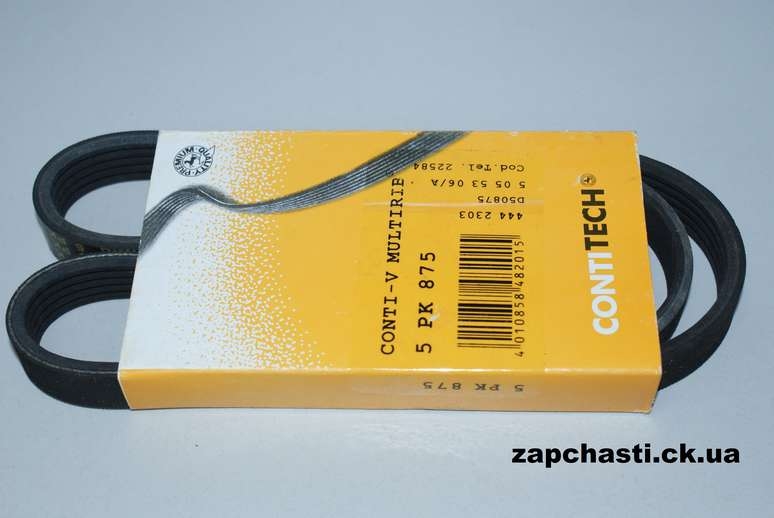 PREMIUM · QUALITY
CONTI-V MULTIRIB
5 PK 875
4010858482015
444 2303
D50875
5 05 53 06/A
Cod.Tel. 22584
CONTITECH
5 PK 875
zapchasti.ck.ua